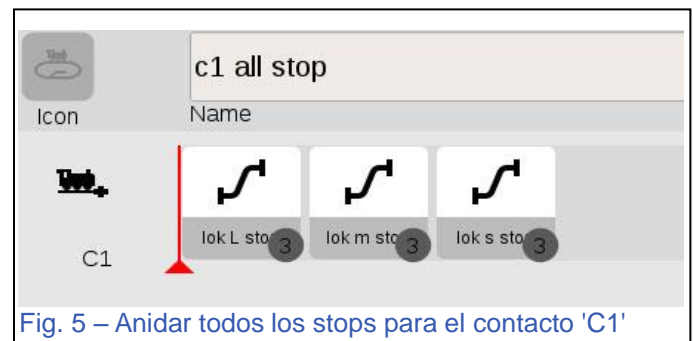 c1 all stop
Icon
Name
lok L sto 3
lok m sto 3
lok s sto 3
C1
Fig. 5 – Anidar todos los stops para el contacto 'C1'